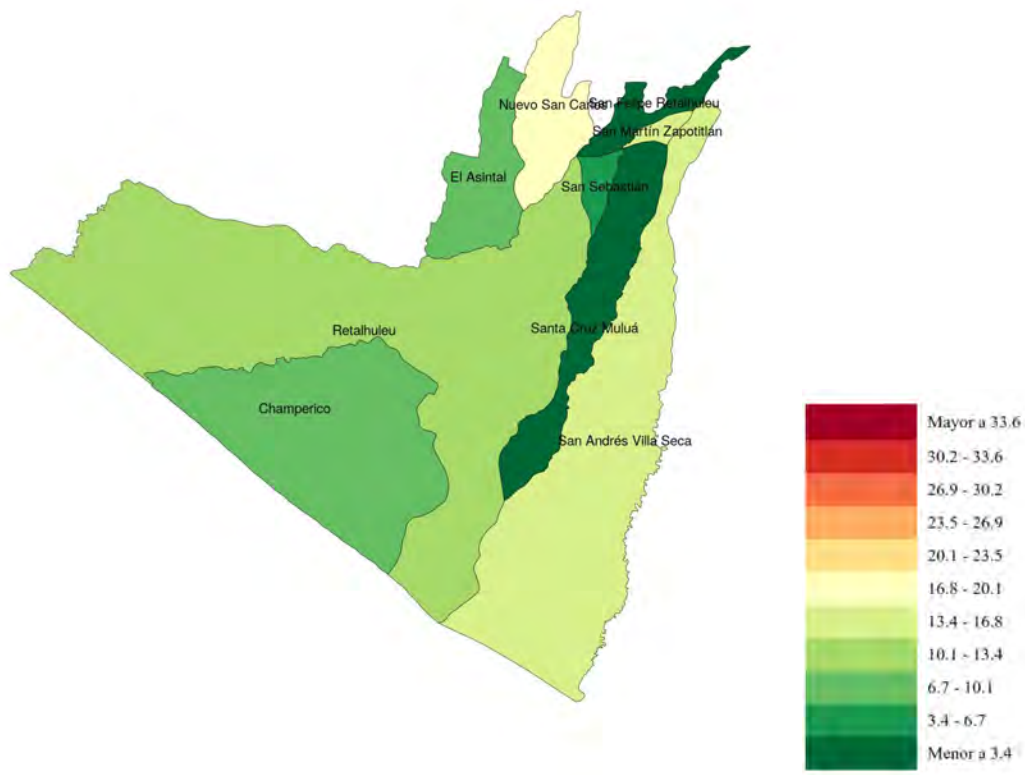 Nuevo San Carlos
San Felipe Retalhuleu
San Martín Zapotitlán
El Asintal
San Sebastián
Retalhuleu
Santa Cruz Muluá
Champerico
San Andrés Villa Seca
Mayor a 33.6
30.2 - 33.6
26.9 - 30.2
23.5 - 26.9
20.1 - 23.5
16.8 - 20.1
13.4 - 16.8
10.1 - 13.4
6.7 - 10.1
3.4 - 6.7
Menor a 3.4